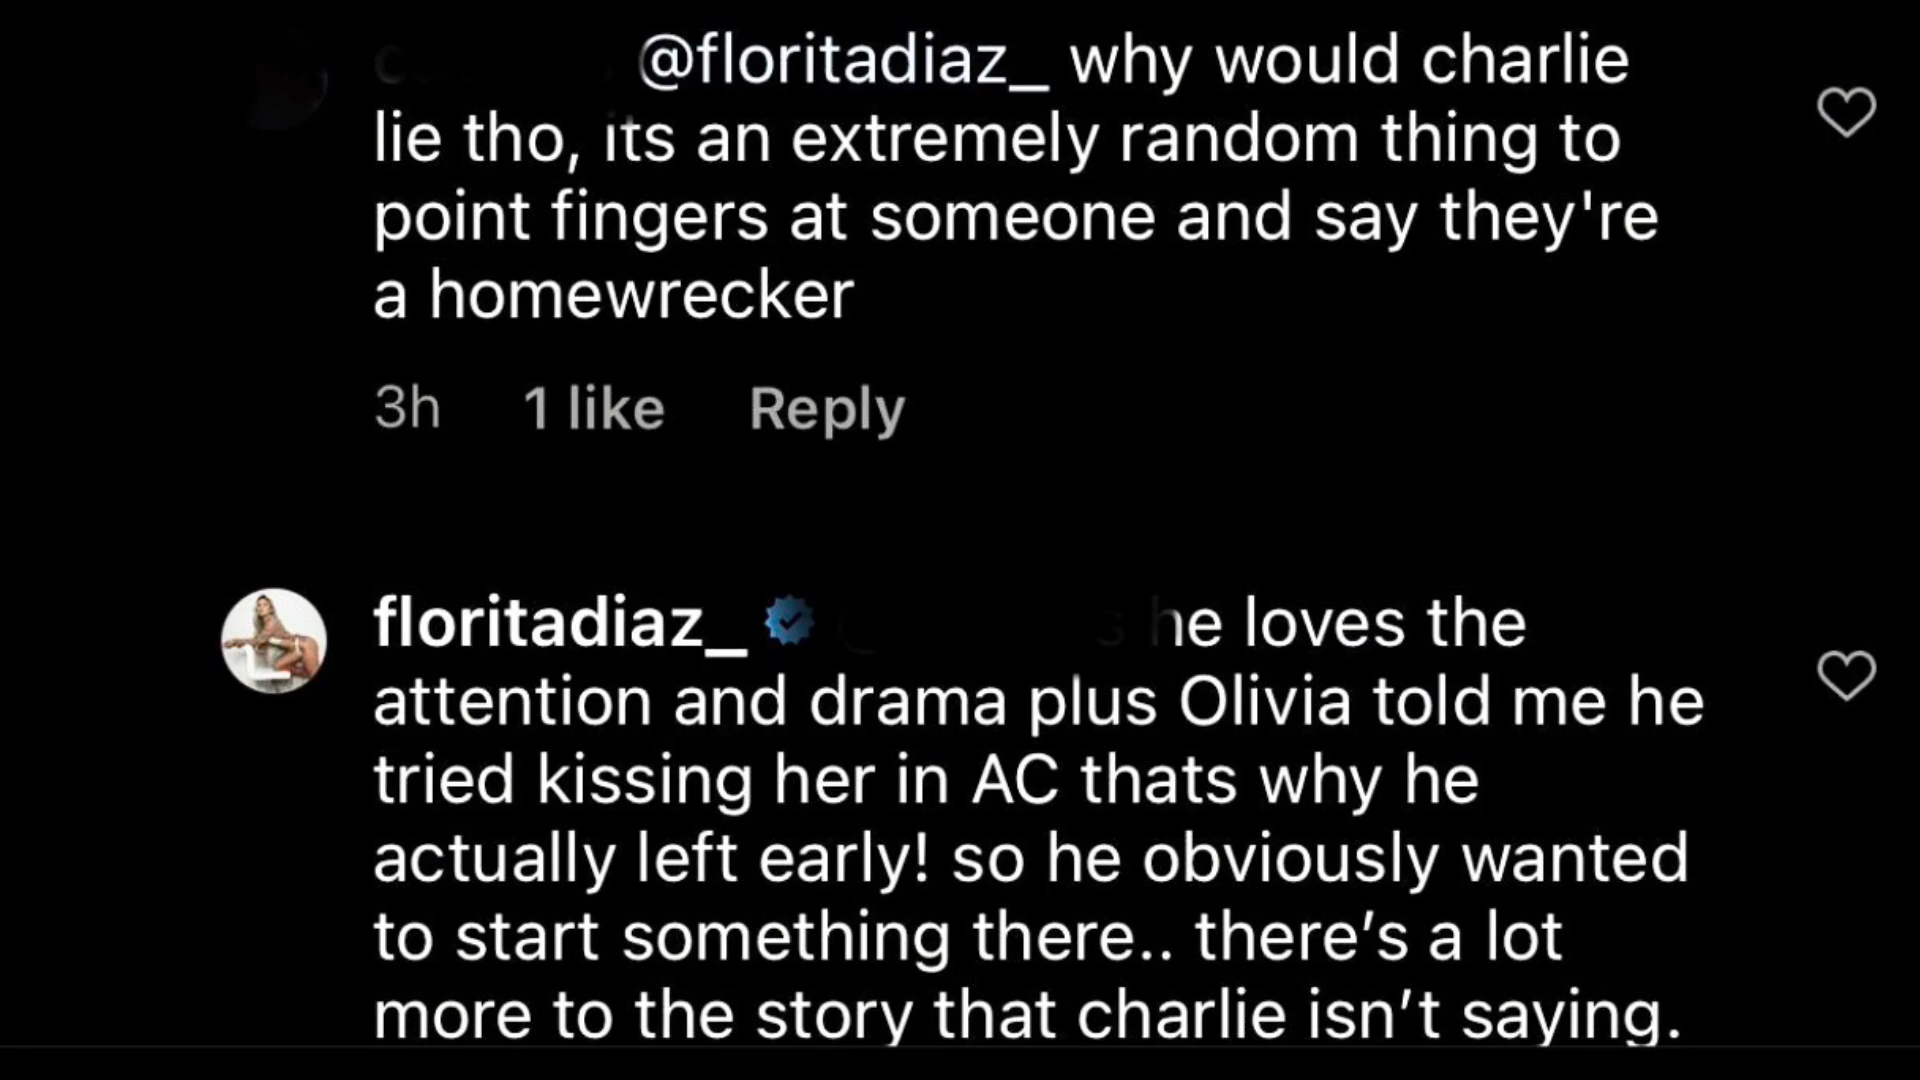 @floritadiaz_ why would charlie
lie tho, its an extremely random thing to
point fingers at someone and say they're
a homewrecker
3h 1 like Reply
floritadiaz_ he loves the
attention and drama plus Olivia told me he
tried kissing her in AC thats why he
actually left early! so he obviously wanted
to start something there.. there’s a lot
more to the story that charlie isn’t saying.